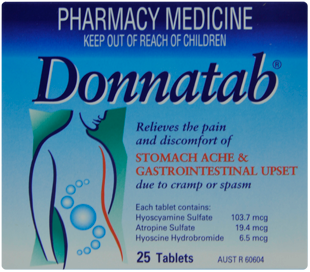 PHARMACY MEDICINE
KEEP OUT OF REACH OF CHILDREN
Donnatab®
Relieves the pain
and discomfort of
STOMACH ACHE &
GASTROINTESTINAL UPSET
due to cramp or spasm
Each tablet contains:
Hyoscyamine Sulfate 103.7 mcg
Atropine Sulfate 19.4 mcg
Hyoscine Hydrobromide 6.5 mcg
25 Tablets AUST R 60604